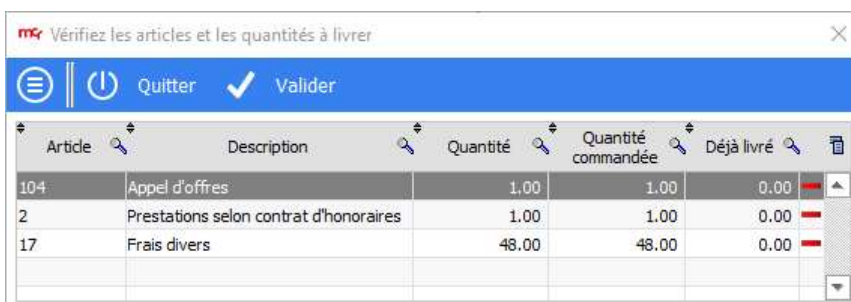 mcr Vérifiez les articles et les quantités à livrer
Quitter Valider
Article Description Quantité Quantité commandée Déjà livré
104 Appel d'offres 1.00 1.00 0.00
2 Prestations selon contrat d'honoraires 1.00 1.00 0.00
17 Frais divers 48.00 48.00 0.00